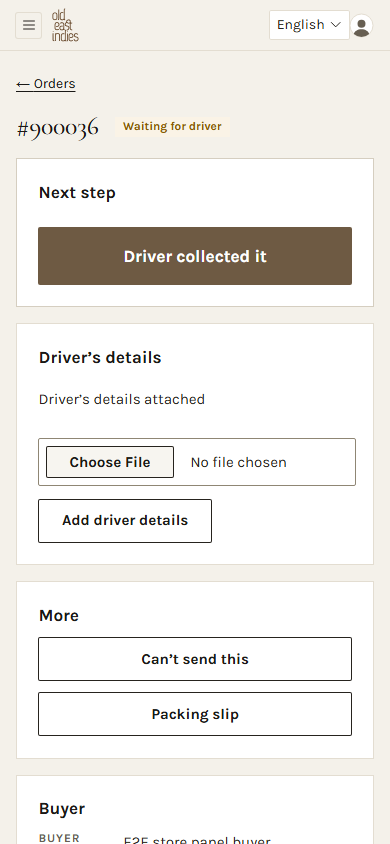 old
east
indies
English
← Orders
#900036
Waiting for driver
Next step
Driver collected it
Driver’s details
Driver’s details attached
Choose File
No file chosen
Add driver details
More
Can’t send this
Packing slip
Buyer
BUYER
E2E store panel buyer